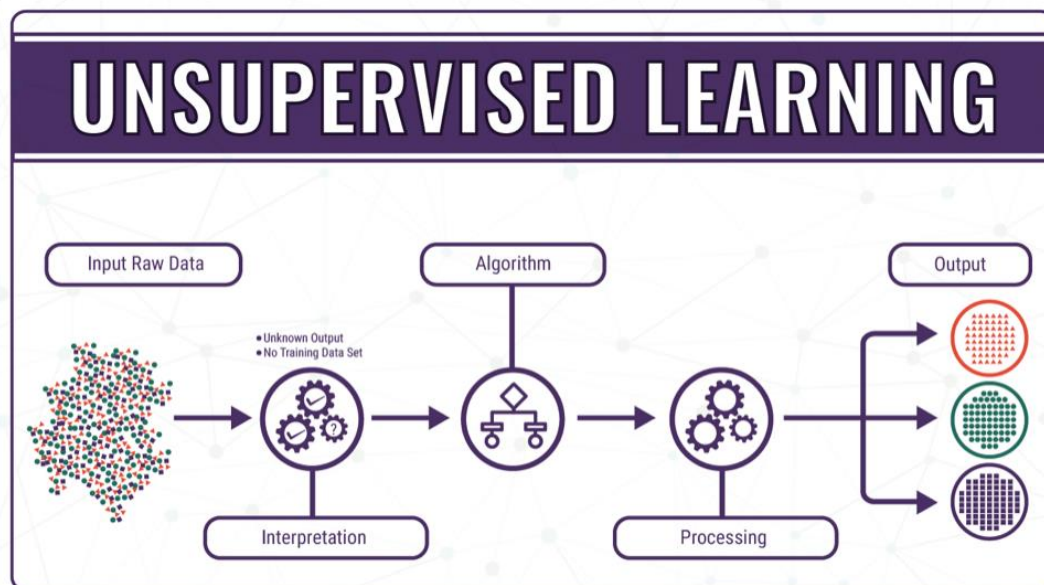 UNSUPERVISED LEARNING
Input Raw Data
Algorithm
Output
• Unknown Output
• No Training Data Set
?
Interpretation
Processing